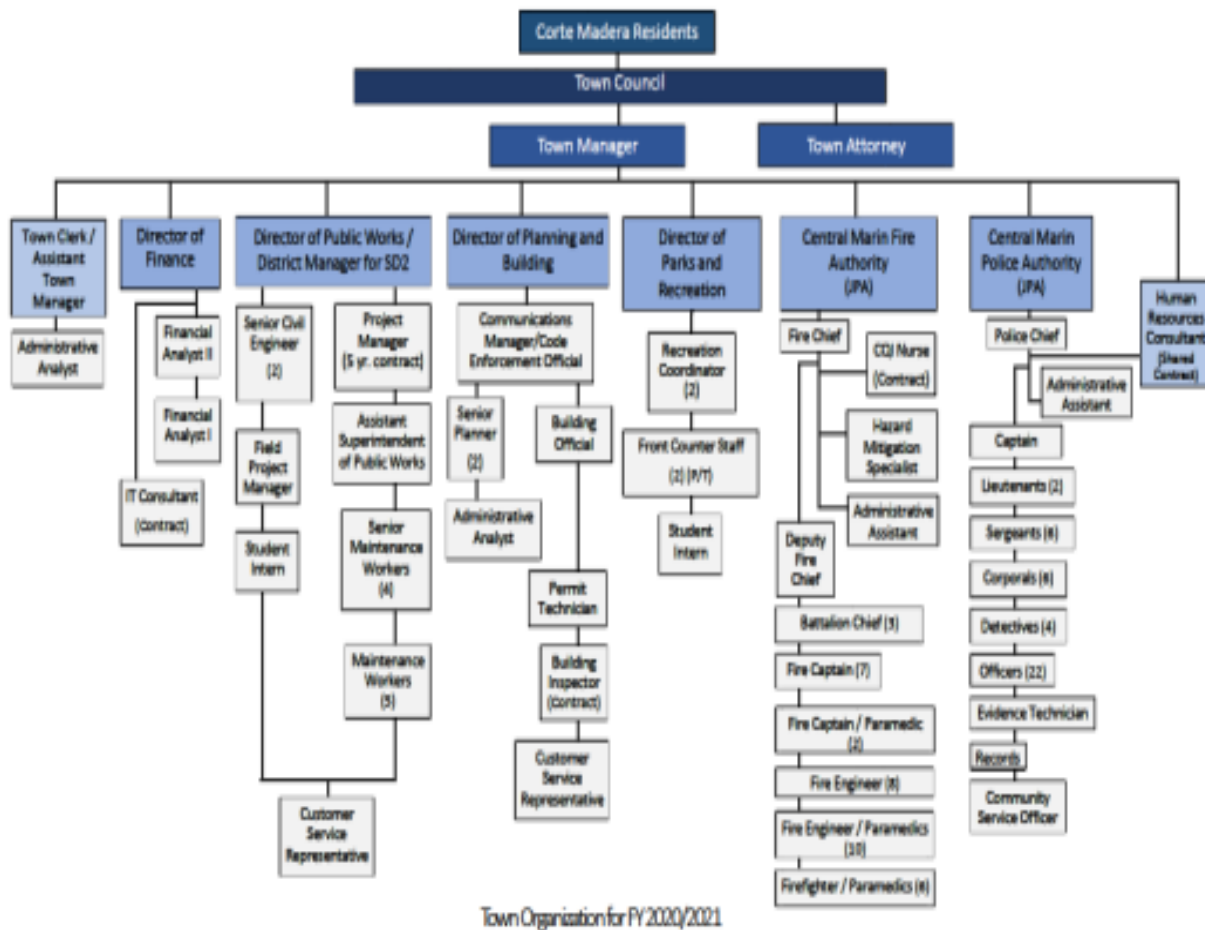 Corte Madera Residents
Town Council
Town Manager
Town Attorney
Town Clerk /
Assistant
Town
Manager
Administrative
Analyst
Director of
Finance
Financial
Analyst II
Financial
Analyst I
IT Consultant
(Contract)
Director of Public Works /
District Manager for SD2
Senior Civil
Engineer
(2)
Field
Project
Manager
Student
Intern
Project
Manager
(5 yr. contract)
Assistant
Superintendent
of Public Works
Senior
Maintenance
Workers
(4)
Maintenance
Workers
(5)
Customer
Service
Representative
Director of Planning and
Building
Communications
Manager/Code
Enforcement Official
Senior
Planner
(2)
Administrative
Analyst
Building
Official
Permit
Technician
Building
Inspector
(Contract)
Customer
Service
Representative
Director of
Parks and
Recreation
Recreation
Coordinator
(2)
Front Counter Staff
(2) (P/T)
Student
Intern
Central Marin Fire
Authority
(JPA)
Fire Chief
CQI Nurse
(Contract)
Hazard
Mitigation
Specialist
Administrative
Assistant
Deputy
Fire
Chief
Battalion Chief (3)
Fire Captain (7)
Fire Captain / Paramedic
(2)
Fire Engineer (8)
Fire Engineer / Paramedics
(10)
Firefighter / Paramedics (6)
Central Marin
Police Authority
(JPA)
Police Chief
Administrative
Assistant
Captain
Lieutenants (2)
Sergeants (6)
Corporals (6)
Detectives (4)
Officers (22)
Evidence Technician
Records
Community
Service Officer
Human
Resources
Consultant
(Shared
Contract)
Town Organization for FY 2020/2021